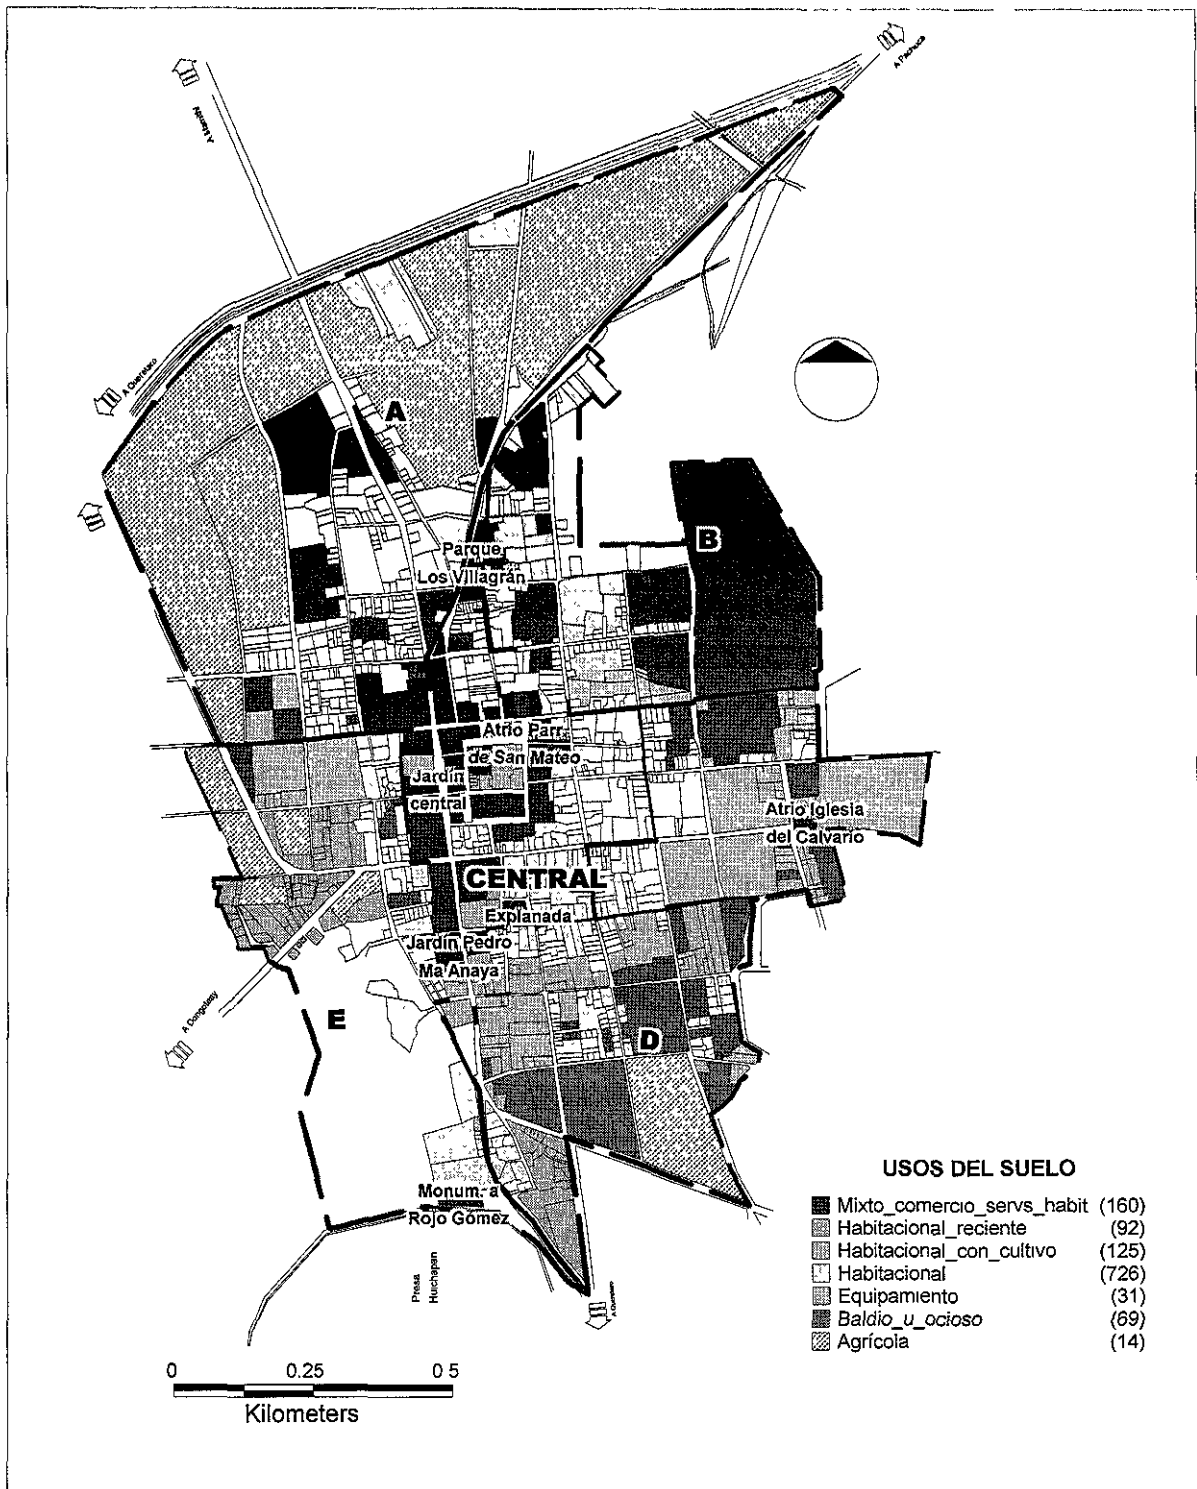 A Pachuca
A Querétaro
A
B
Parque
Los Villagrán
Atrio Parr.
de San Mateo
Jardín
central
Atrio Iglesia
del Calvario
CENTRAL
Explanada
Jardín Pedro
Ma Anaya
E
D
Monum. a
Rojo Gómez
Presa
Huichapan
USOS DEL SUELO
Mixto_comercio_servs_habit (160)
Habitacional_reciente (92)
Habitacional_con_cultivo (125)
Habitacional (726)
Equipamiento (31)
Baldio_u_ocioso (69)
Agrícola (14)
0 0.25 0 5
Kilometers